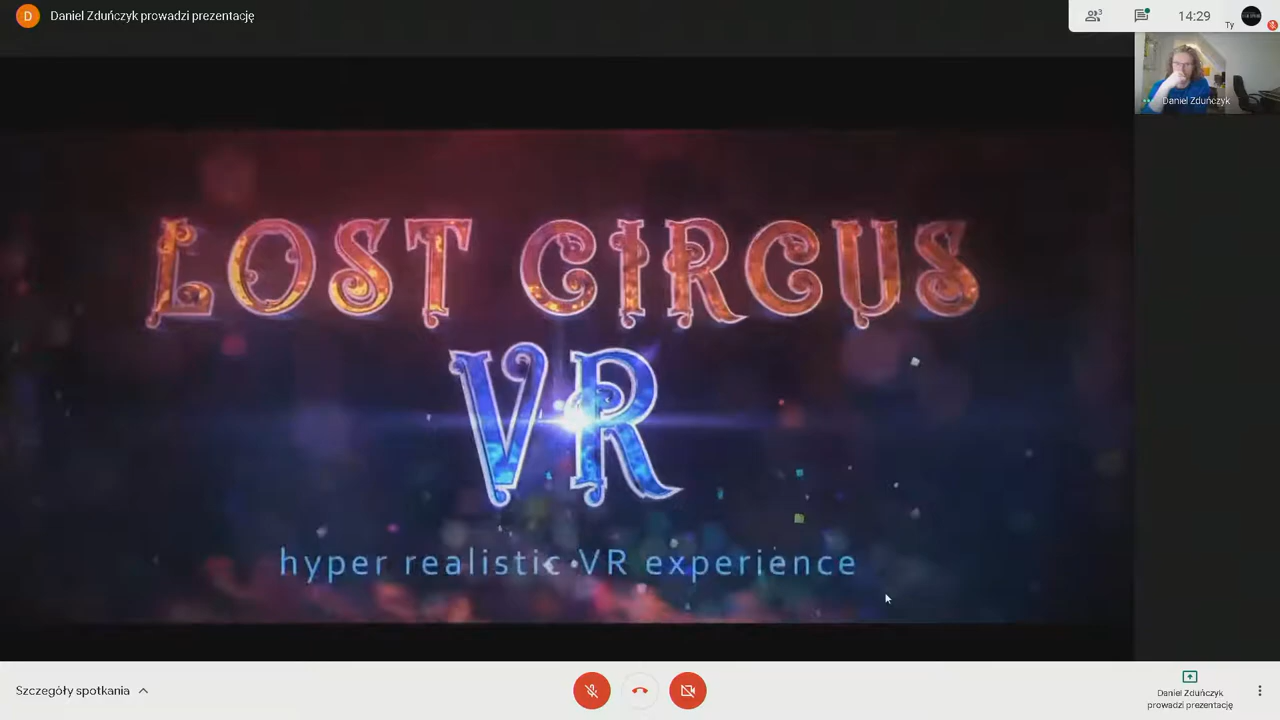 D
Daniel Zduńczyk prowadzi prezentację
3
14:29
Ty
Daniel Zduńczyk
LOST CIRCUS
VR
hyper realistic VR experience
Szczegóły spotkania
Daniel Zduńczyk
prowadzi prezentację